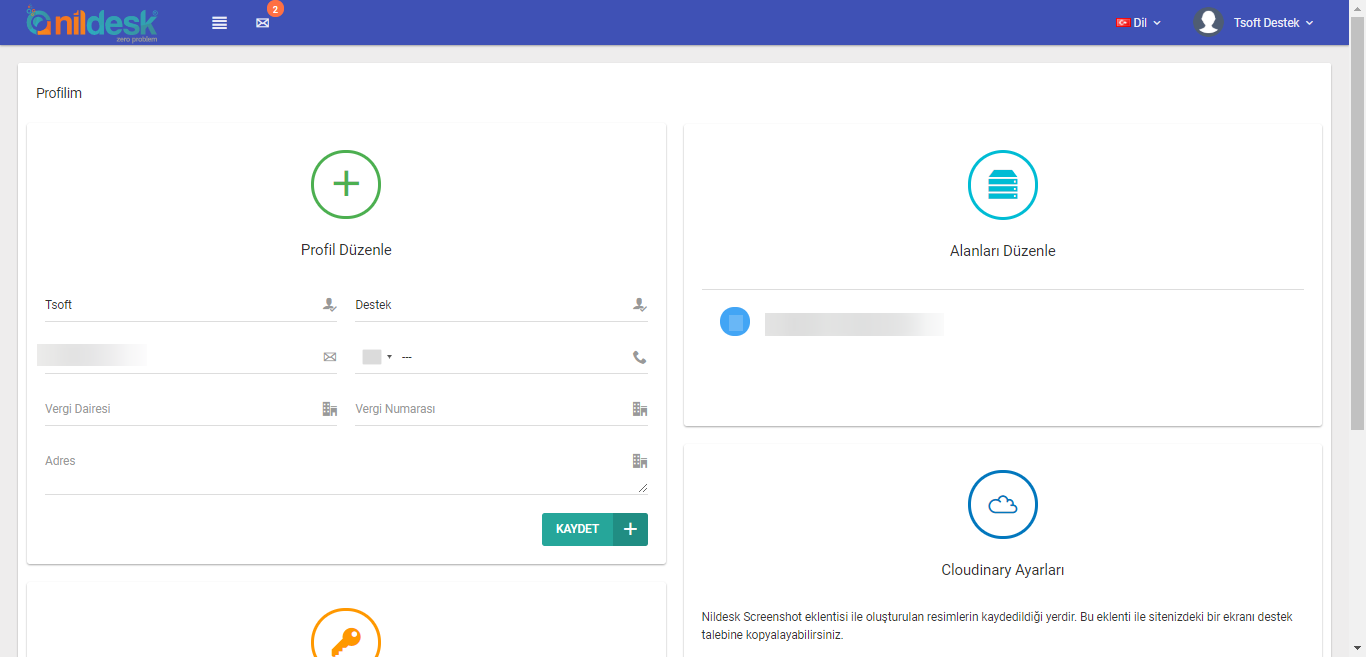 nildesk
zero problem
2
Dil
Tsoft Destek
Profilim
Profil Düzenle
Tsoft
Destek
---
Vergi Dairesi
Vergi Numarası
Adres
KAYDET
Alanları Düzenle
Cloudinary Ayarları
Nildesk Screenshot eklentisi ile oluşturulan resimlerin kaydedildiği yerdir. Bu eklenti ile sitenizdeki bir ekranı destek
talebine kopyalayabilirsiniz.